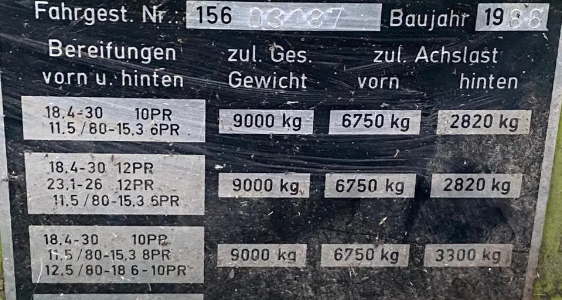 Fahrgest. Nr.: 156 03087 Baujahr 1986
Bereifungen zul. Ges. zul. Achslast
vorn u. hinten Gewicht vorn hinten
18.4-30 10PR
11.5/80-15.3 6PR 9000 kg 6750 kg 2820 kg
18.4-30 12PR
23.1-26 12PR 9000 kg 6750 kg 2820 kg
11.5/80-15.3 6PR
18.4-30 10PR
11.5/80-15.3 8PR 9000 kg 6750 kg 3300 kg
12.5/80-18 6-10PR